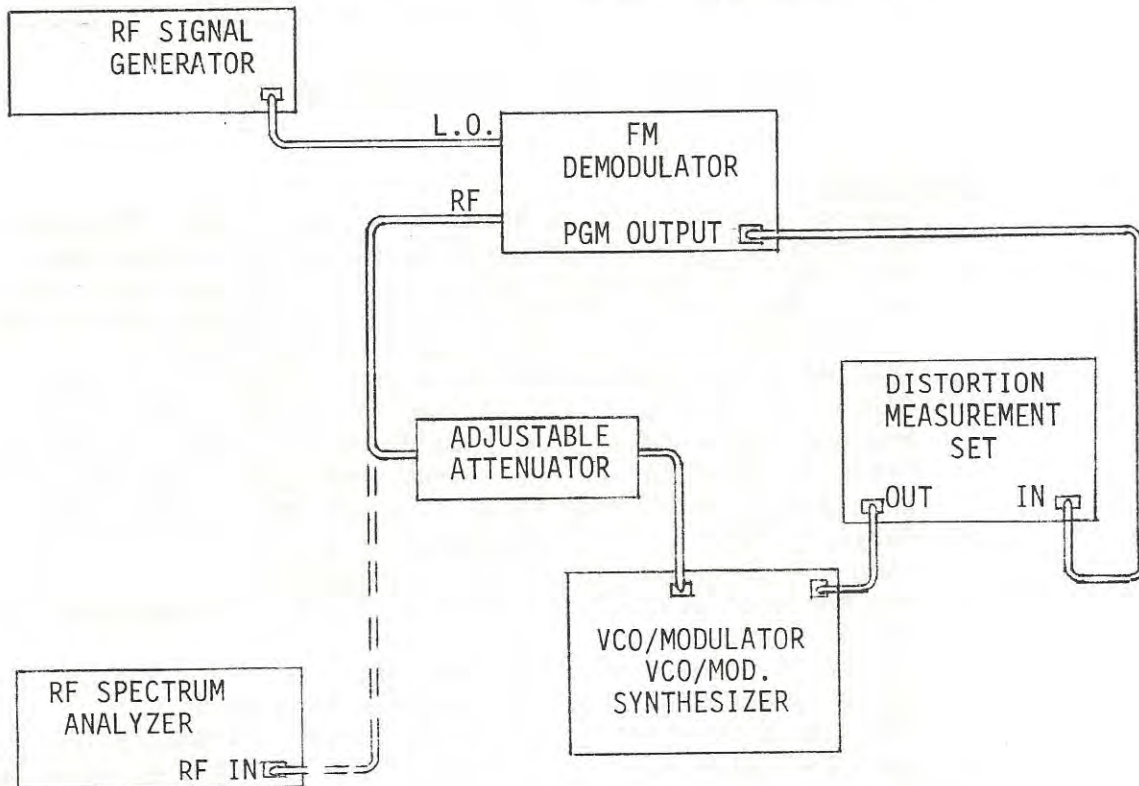 RF SIGNAL
GENERATOR
L.O.
FM
DEMODULATOR
RF
PGM OUTPUT
DISTORTION
MEASUREMENT
SET
OUT
IN
ADJUSTABLE
ATTENUATOR
VCO/MODULATOR
VCO/MOD.
SYNTHESIZER
RF SPECTRUM
ANALYZER
RF IN